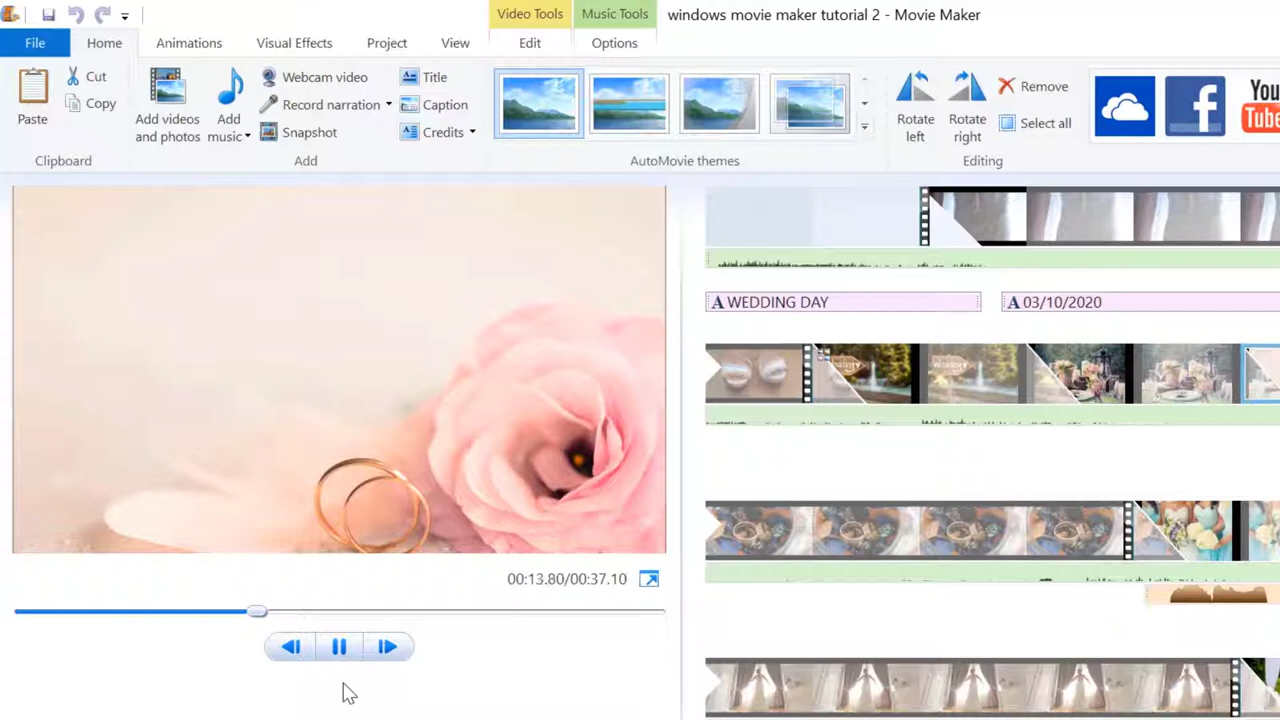 Video Tools
Music Tools
windows movie maker tutorial 2 - Movie Maker
File
Home
Animations
Visual Effects
Project
View
Edit
Options
Paste
Cut
Copy
Clipboard
Add videos
and photos
Add
music
Webcam video
Record narration
Snapshot
Title
Caption
Credits
Add
AutoMovie themes
Rotate
left
Rotate
right
Remove
Select all
Editing
f
You
Tube
A WEDDING DAY
A 03/10/2020
00:13.80/00:37.10